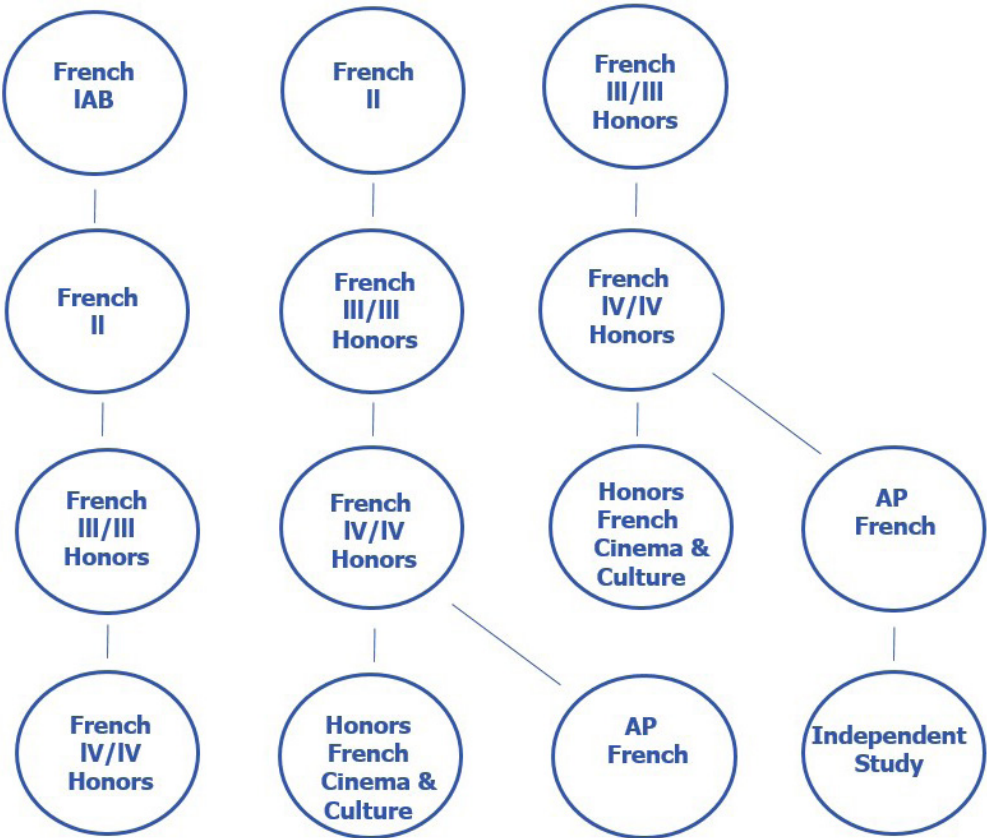 French
IAB
French
II
French
III/III
Honors
French
II
French
III/III
Honors
French
IV/IV
Honors
French
III/III
Honors
French
IV/IV
Honors
Honors
French
Cinema &
Culture
AP
French
French
IV/IV
Honors
Honors
French
Cinema &
Culture
AP
French
Independent
Study